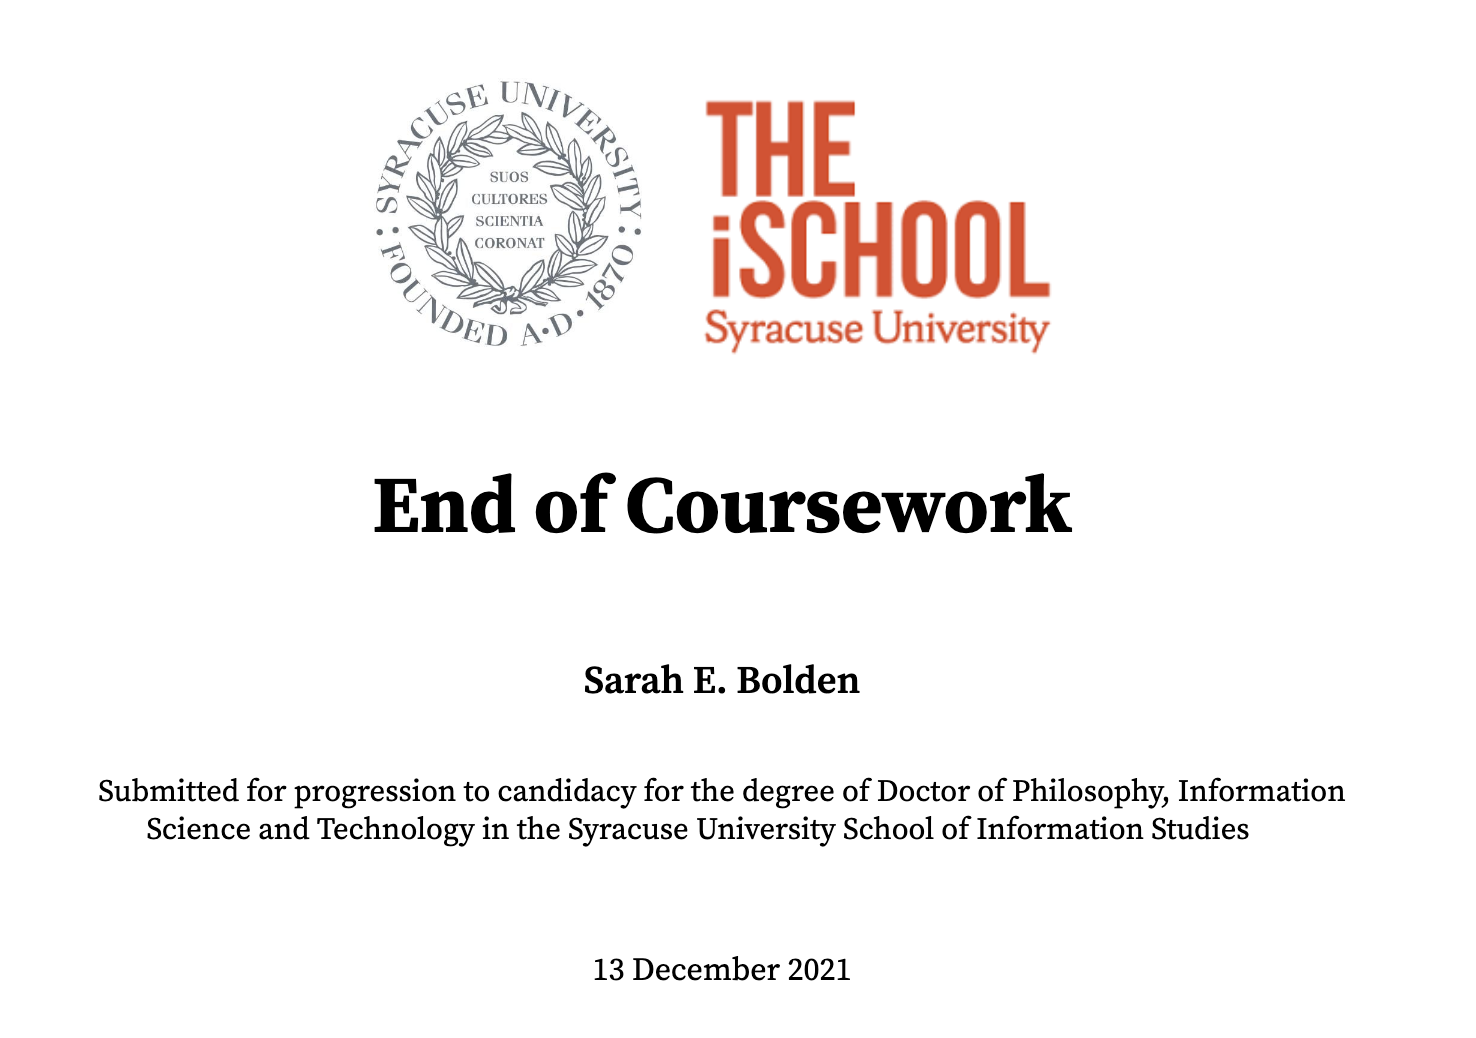 SYRACUSE UNIVERSITY
FOUNDED A·D· 1870
SUOS
CULTORES
SCIENTIA
CORONAT
THE
iSCHOOL
Syracuse University
End of Coursework
Sarah E. Bolden
Submitted for progression to candidacy for the degree of Doctor of Philosophy, Information
Science and Technology in the Syracuse University School of Information Studies
13 December 2021